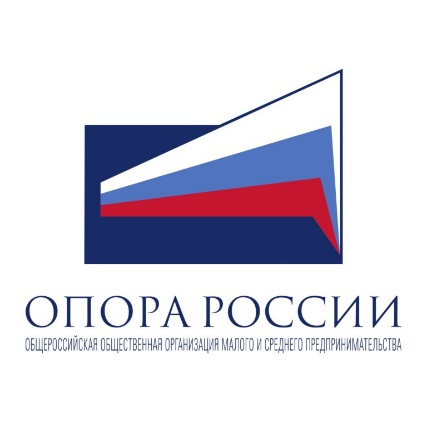 ОПОРА РОССИИ
ОБЩЕРОССИЙСКАЯ ОБЩЕСТВЕННАЯ ОРГАНИЗАЦИЯ МАЛОГО И СРЕДНЕГО ПРЕДПРИНИМАТЕЛЬСТВА